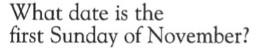 What date is the
first Sunday of November?